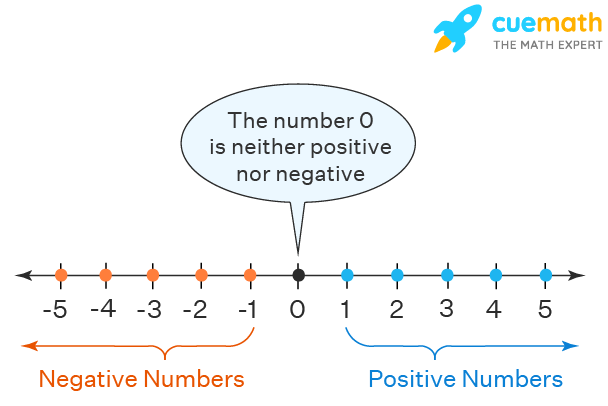 cuemath
THE MATH EXPERT
The number 0
is neither positive
nor negative
-5 -4 -3 -2 -1 0 1 2 3 4 5
Negative Numbers Positive Numbers